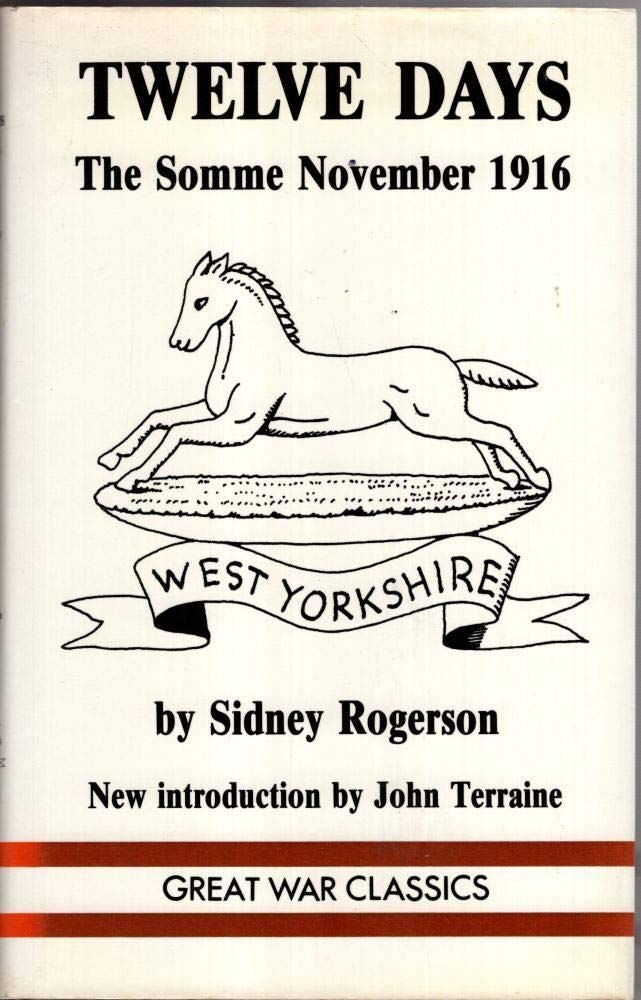 TWELVE DAYS
The Somme November 1916
WEST YORKSHIRE
by Sidney Rogerson
New introduction by John Terraine
GREAT WAR CLASSICS